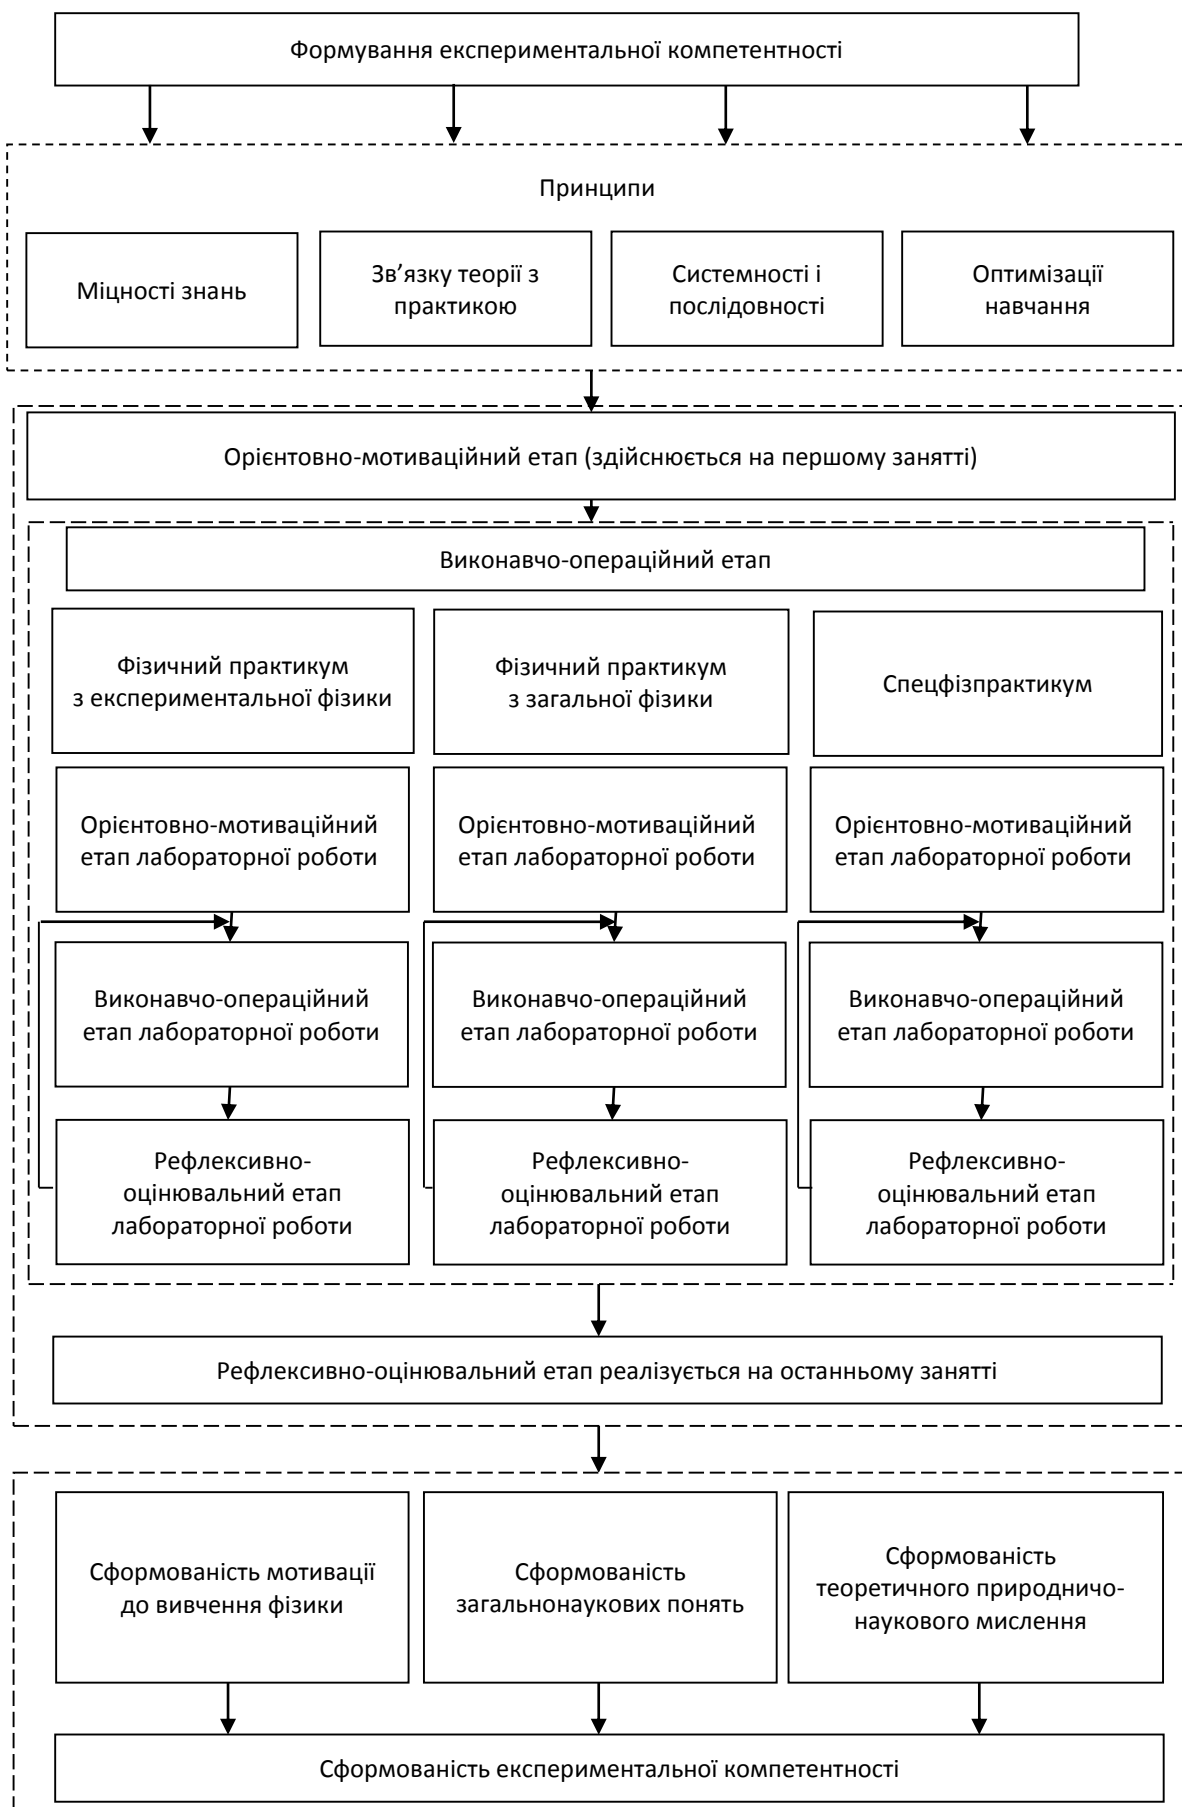 Формування експериментальної компетентності
Принципи
Міцності знань
Зв’язку теорії з
практикою
Системності і
послідовності
Оптимізації
навчання
Орієнтовно-мотиваційний етап (здійснюється на першому занятті)
Виконавчо-операційний етап
Фізичний практикум
з експериментальної фізики
Фізичний практикум
з загальної фізики
Спецфізпрактикум
Орієнтовно-мотиваційний
етап лабораторної роботи
Орієнтовно-мотиваційний
етап лабораторної роботи
Орієнтовно-мотиваційний
етап лабораторної роботи
Виконавчо-операційний
етап лабораторної роботи
Виконавчо-операційний
етап лабораторної роботи
Виконавчо-операційний
етап лабораторної роботи
Рефлексивно-
оцінювальний етап
лабораторної роботи
Рефлексивно-
оцінювальний етап
лабораторної роботи
Рефлексивно-
оцінювальний етап
лабораторної роботи
Рефлексивно-оцінювальний етап реалізується на останньому занятті
Сформованість мотивації
до вивчення фізики
Сформованість
загальнонаукових понять
Сформованість
теоретичного природничо-
наукового мислення
Сформованість експериментальної компетентності